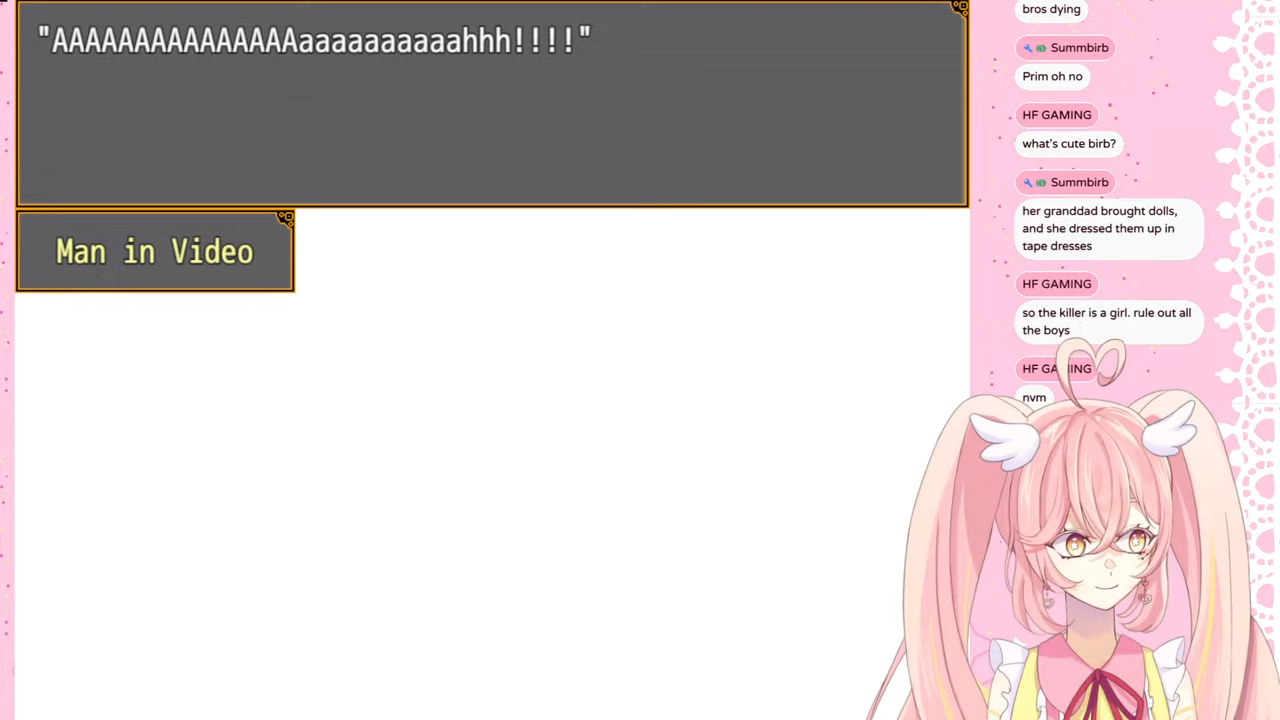 "AAAAAAAAAAAAAAAaaaaaaaaaahhh!!!!"
Man in Video
bros dying
Summbirb
Prim oh no
HF GAMING
what's cute birb?
Summbirb
her granddad brought dolls,
and she dressed them up in
tape dresses
HF GAMING
so the killer is a girl. rule out all
the boys
HF GAMING
nvm